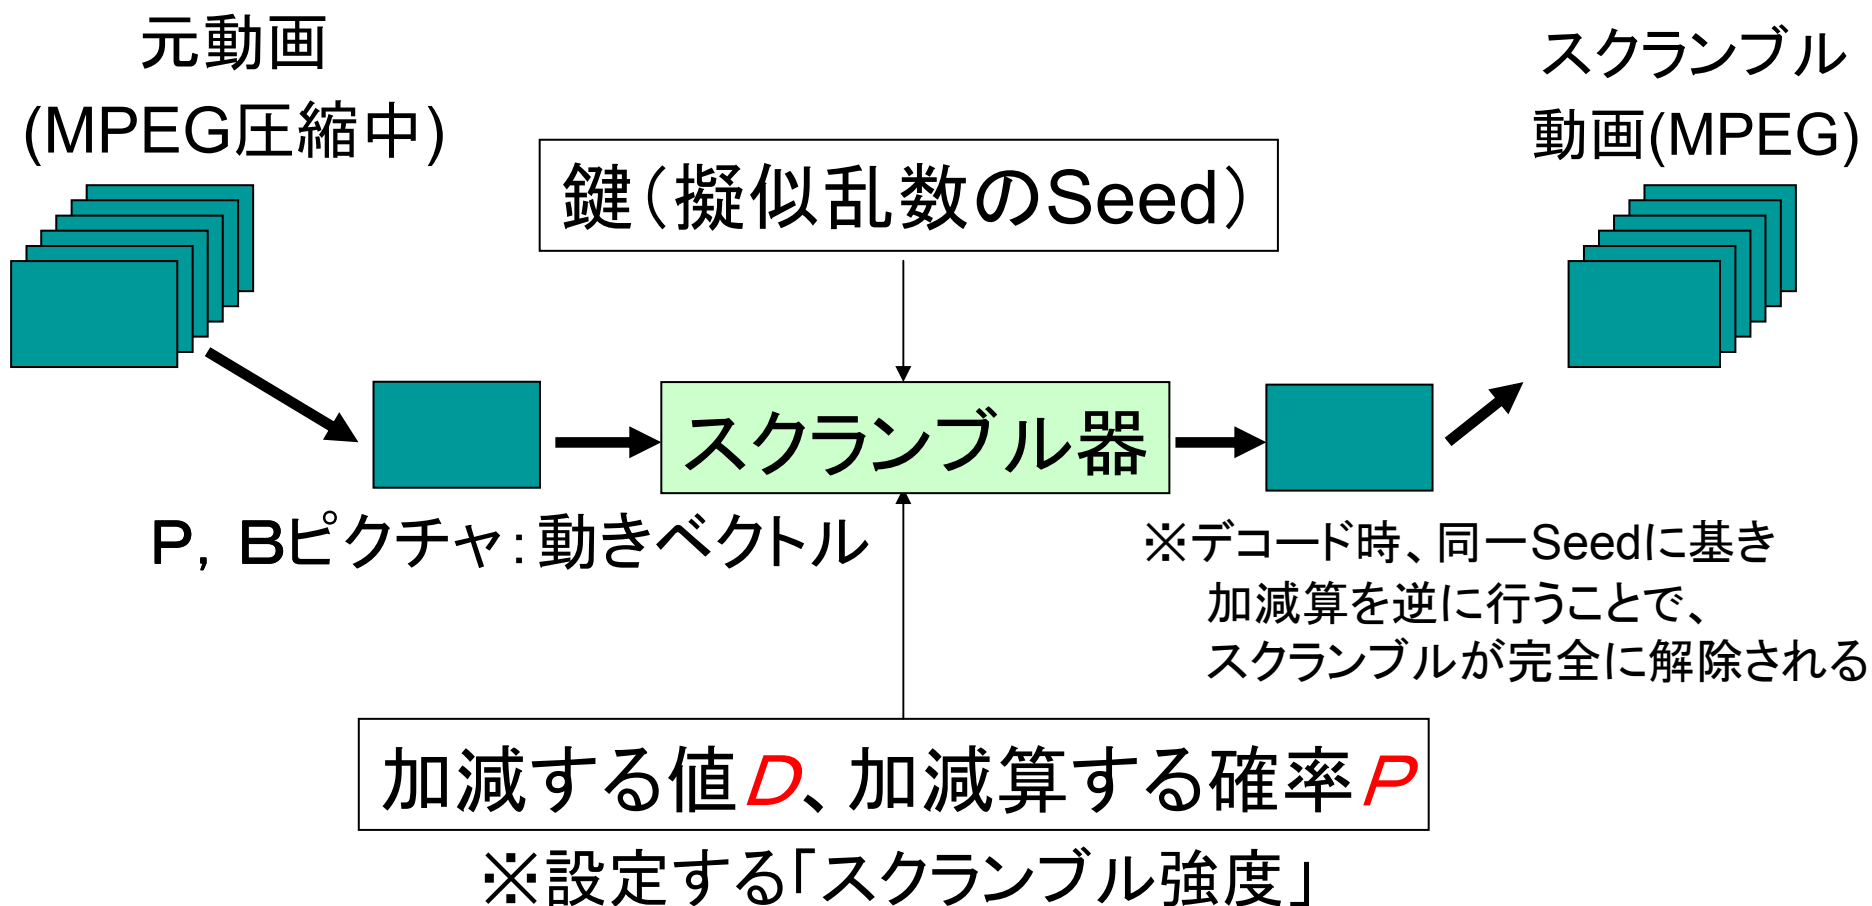 元動画
(MPEG圧縮中)
スクランブル
動画(MPEG)
鍵（擬似乱数のSeed）
スクランブル器
Ｐ，Ｂピクチャ：動きベクトル
※デコード時、同一Seedに基き
加減算を逆に行うことで、
スクランブルが完全に解除される
加減する値Ｄ、加減算する確率Ｐ
※設定する「スクランブル強度」